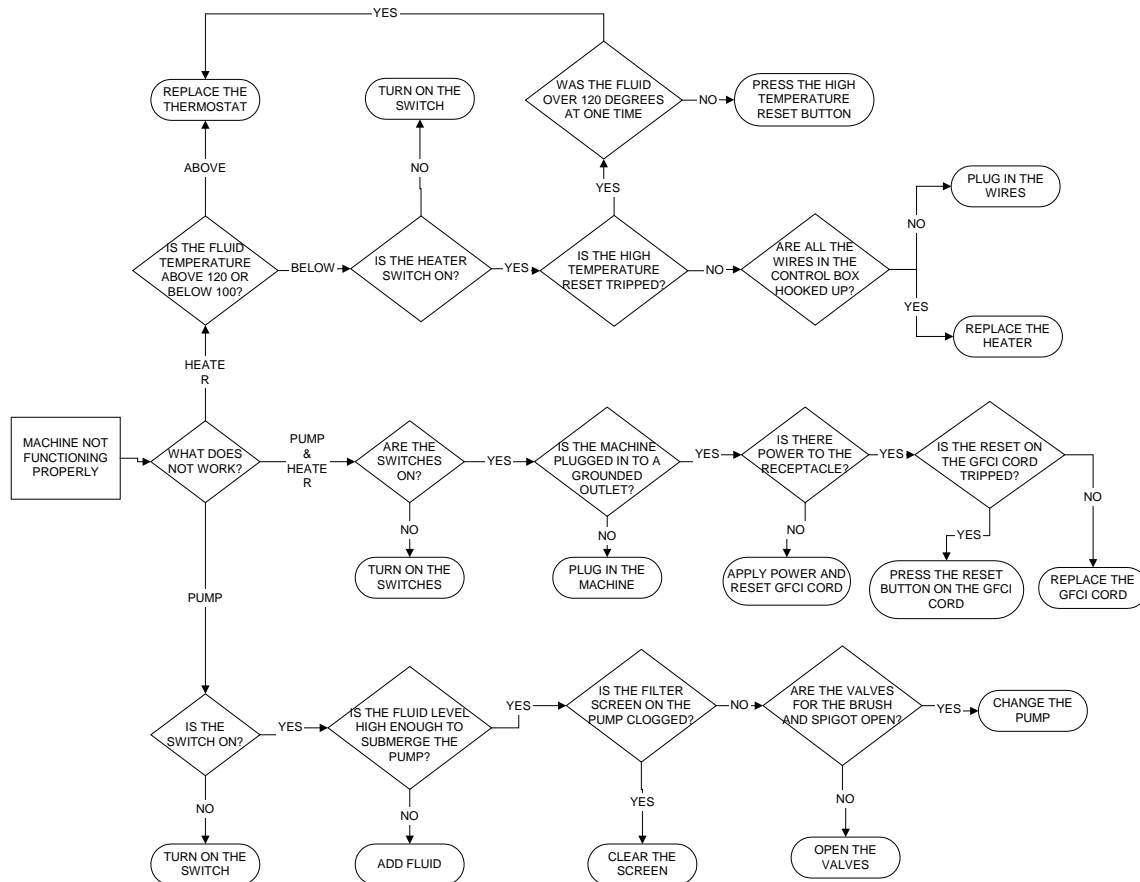 YES
REPLACE THE
THERMOSTAT
TURN ON THE
SWITCH
WAS THE FLUID
OVER 120 DEGREES
AT ONE TIME
NO
PRESS THE HIGH
TEMPERATURE
RESET BUTTON
ABOVE
NO
YES
PLUG IN THE
WIRES
NO
IS THE FLUID
TEMPERATURE
ABOVE 120 OR
BELOW 100?
BELOW
IS THE HEATER
SWITCH ON?
YES
IS THE HIGH
TEMPERATURE
RESET TRIPPED?
NO
ARE ALL THE
WIRES IN THE
CONTROL BOX
HOOKED UP?
YES
REPLACE THE
HEATER
HEATE
R
MACHINE NOT
FUNCTIONING
PROPERLY
WHAT DOES
NOT WORK?
PUMP
&
HEATE
R
ARE THE
SWITCHES
ON?
YES
IS THE MACHINE
PLUGGED IN TO A
GROUNDED
OUTLET?
YES
IS THERE
POWER TO THE
RECEPTACLE?
YES
IS THE RESET ON
THE GFCI CORD
TRIPPED?
NO
NO
NO
YES
NO
TURN ON THE
SWITCHES
PLUG IN THE
MACHINE
APPLY POWER AND
RESET GFCI CORD
PRESS THE RESET
BUTTON ON THE GFCI
CORD
REPLACE THE
GFCI CORD
PUMP
IS THE
SWITCH ON?
YES
IS THE FLUID LEVEL
HIGH ENOUGH TO
SUBMERGE THE
PUMP?
YES
IS THE FILTER
SCREEN ON THE
PUMP CLOGGED?
NO
ARE THE VALVES
FOR THE BRUSH
AND SPIGOT OPEN?
YES
CHANGE THE
PUMP
NO
NO
YES
NO
TURN ON THE
SWITCH
ADD FLUID
CLEAR THE
SCREEN
OPEN THE
VALVES